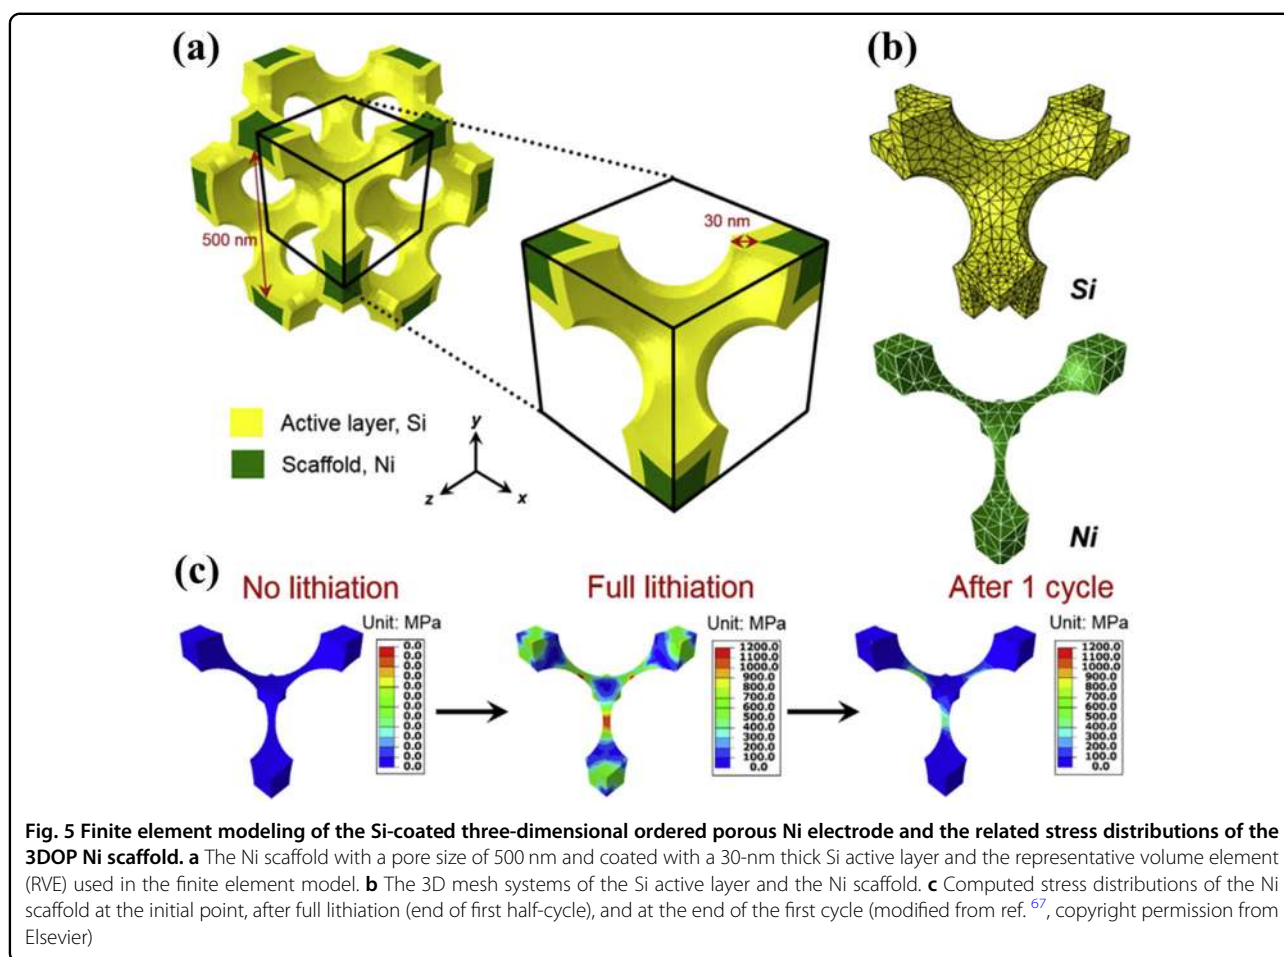 (a)
(b)
500 nm
30 nm
Si
Active layer, Si
Scaffold, Ni
y
z
x
Ni
(c)
No lithiation
Full lithiation
After 1 cycle
Unit: MPa
0.0
0.0
0.0
0.0
0.0
0.0
0.0
0.0
0.0
0.0
0.0
0.0
0.0
Unit: MPa
1200.0
1100.0
1000.0
900.0
800.0
700.0
600.0
500.0
400.0
300.0
200.0
100.0
0.0
Unit: MPa
1200.0
1100.0
1000.0
900.0
800.0
700.0
600.0
500.0
400.0
300.0
200.0
100.0
0.0
Fig. 5 Finite element modeling of the Si-coated three-dimensional ordered porous Ni electrode and the related stress distributions of the
3DOP Ni scaffold. a The Ni scaffold with a pore size of 500 nm and coated with a 30-nm thick Si active layer and the representative volume element
(RVE) used in the finite element model. b The 3D mesh systems of the Si active layer and the Ni scaffold. c Computed stress distributions of the Ni
scaffold at the initial point, after full lithiation (end of first half-cycle), and at the end of the first cycle (modified from ref. 67, copyright permission from
Elsevier)